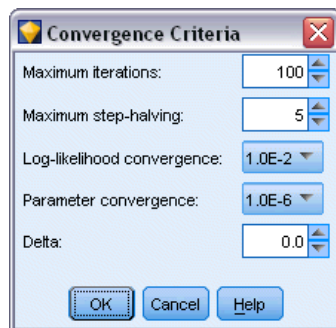 Convergence Criteria
Maximum iterations: 100
Maximum step-halving: 5
Log-likelihood convergence: 1.0E-2
Parameter convergence: 1.0E-6
Delta: 0.0
OK Cancel Help